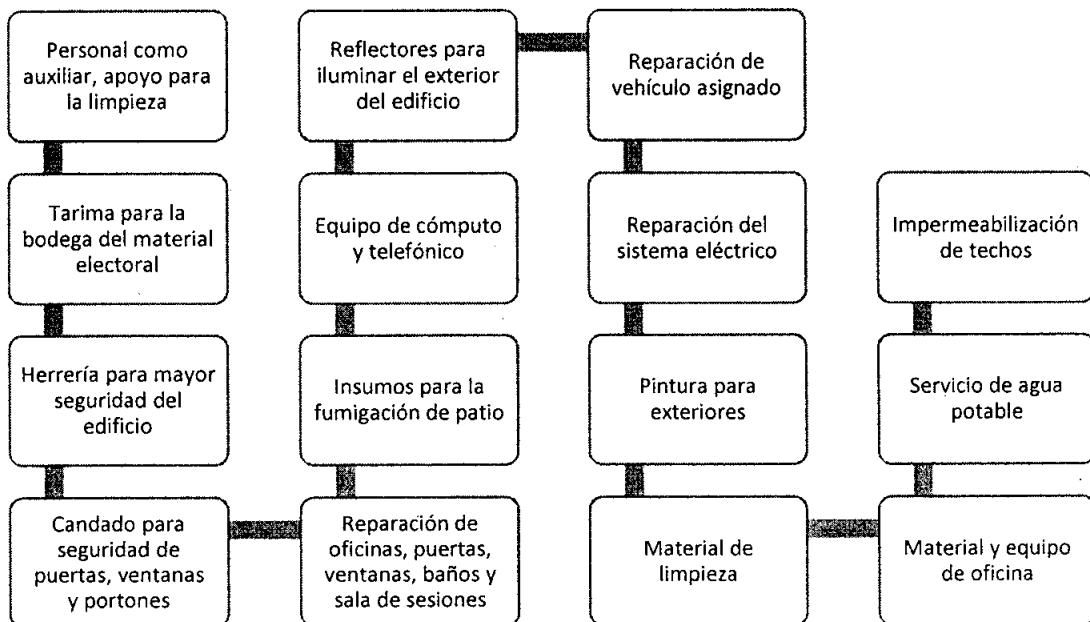 Personal como
auxiliar, apoyo para
la limpieza
Tarima para la
bodega del material
electoral
Herrería para mayor
seguridad del
edificio
Candado para
seguridad de
puertas, ventanas
y portones
Reparación de
oficinas, puertas,
ventanas, baños y
sala de sesiones
Insumos para la
fumigación de patio
Equipo de cómputo
y telefónico
Reflectores para
iluminar el exterior
del edificio
Reparación de
vehículo asignado
Reparación del
sistema eléctrico
Pintura para
exteriores
Material de
limpieza
Material y equipo
de oficina
Servicio de agua
potable
Impermeabilización
de techos